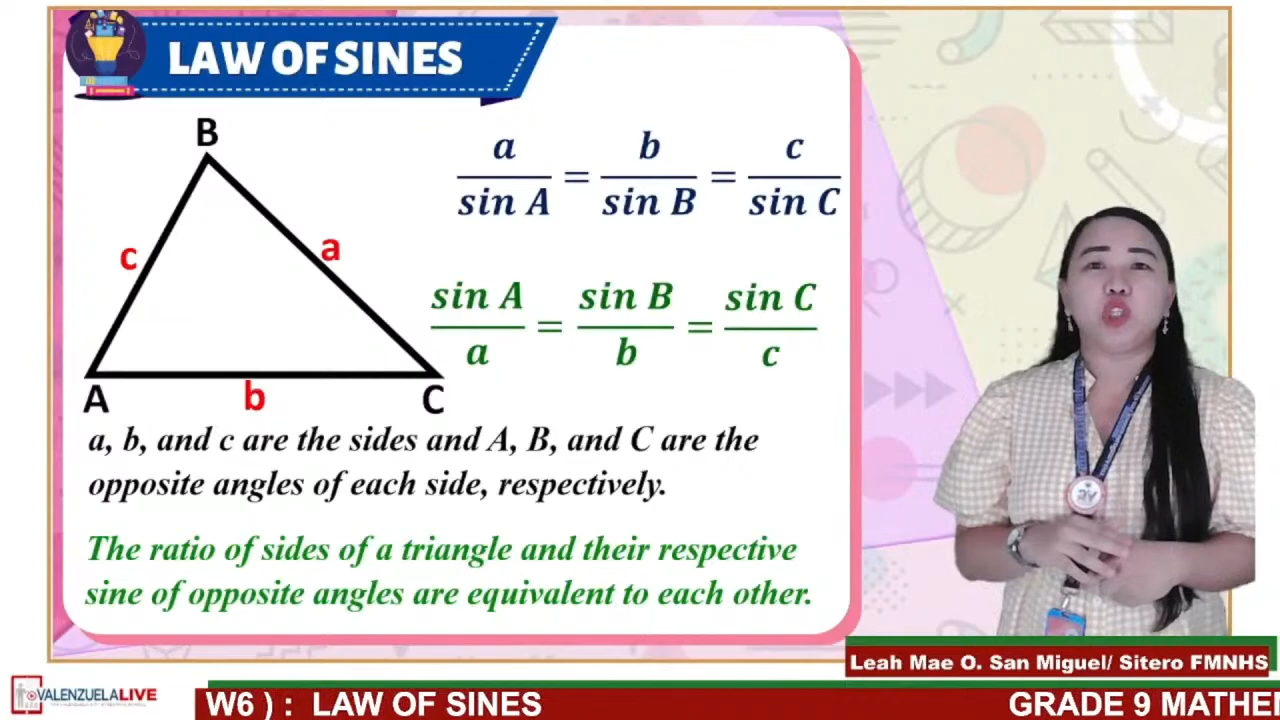 LAW OF SINES
B
c
a
A
b
C
a/sin A = b/sin B = c/sin C
sin A/a = sin B/b = sin C/c
a, b, and c are the sides and A, B, and C are the
opposite angles of each side, respectively.
The ratio of sides of a triangle and their respective
sine of opposite angles are equivalent to each other.
Leah Mae O. San Miguel/ Sitero FMNHS
VALENZUELALIVE
W6 ) : LAW OF SINES
GRADE 9 MATHE